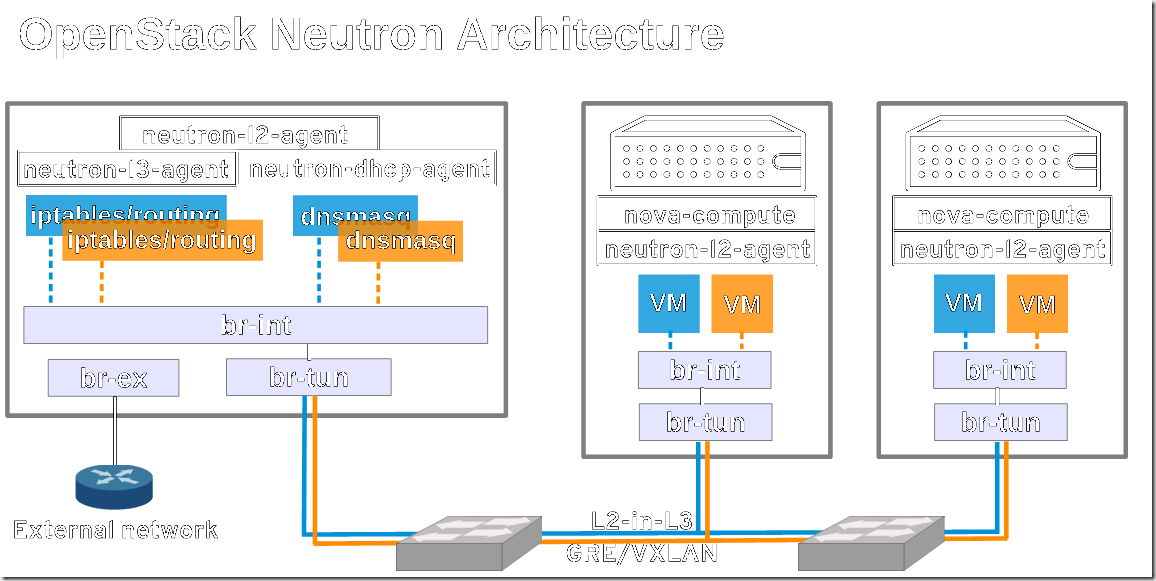 OpenStack Neutron Architecture
neutron-l2-agent
neutron-l3-agent
neutron-dhcp-agent
iptables/routing
iptables/routing
dnsmasq
dnsmasq
br-int
br-ex
br-tun
External network
nova-compute
neutron-l2-agent
VM
VM
br-int
br-tun
nova-compute
neutron-l2-agent
VM
VM
br-int
br-tun
L2-in-L3
GRE/VXLAN